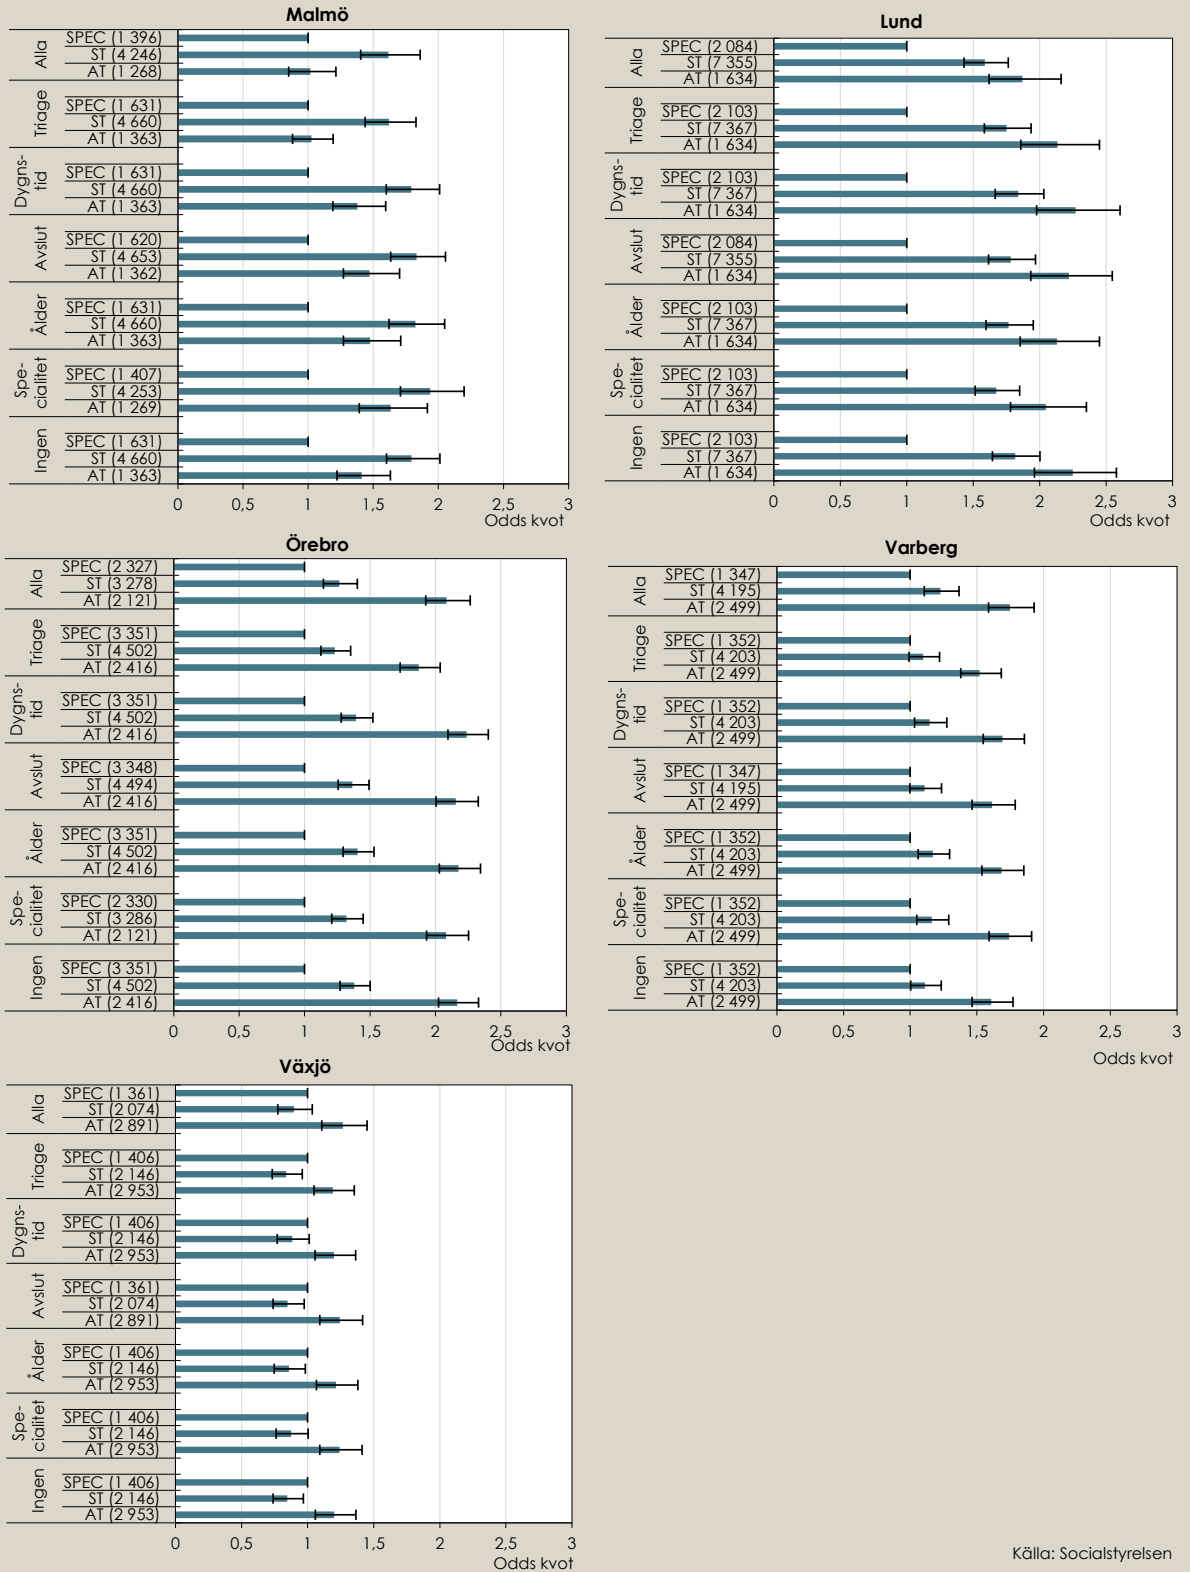 Malmö
Alla
SPEC (1 396)
ST (4 246)
AT (1 268)
Triage
SPEC (1 631)
ST (4 660)
AT (1 363)
Dygns-
tid
SPEC (1 631)
ST (4 660)
AT (1 363)
Avslut
SPEC (1 620)
ST (4 653)
AT (1 362)
Ålder
SPEC (1 631)
ST (4 660)
AT (1 363)
Spe-
cialitet
SPEC (1 407)
ST (4 253)
AT (1 269)
Ingen
SPEC (1 631)
ST (4 660)
AT (1 363)
0 0,5 1 1,5 2 2,5 3
Odds kvot
Lund
Alla
SPEC (2 084)
ST (7 355)
AT (1 634)
Triage
SPEC (2 103)
ST (7 367)
AT (1 634)
Dygns-
tid
SPEC (2 103)
ST (7 367)
AT (1 634)
Avslut
SPEC (2 084)
ST (7 355)
AT (1 634)
Ålder
SPEC (2 103)
ST (7 367)
AT (1 634)
Spe-
cialitet
SPEC (2 103)
ST (7 367)
AT (1 634)
Ingen
SPEC (2 103)
ST (7 367)
AT (1 634)
0 0,5 1 1,5 2 2,5 3
Odds kvot
Örebro
Alla
SPEC (2 327)
ST (3 278)
AT (2 121)
Triage
SPEC (3 351)
ST (4 502)
AT (2 416)
Dygns-
tid
SPEC (3 351)
ST (4 502)
AT (2 416)
Avslut
SPEC (3 348)
ST (4 494)
AT (2 416)
Ålder
SPEC (3 351)
ST (4 502)
AT (2 416)
Spe-
cialitet
SPEC (2 330)
ST (3 286)
AT (2 121)
Ingen
SPEC (3 351)
ST (4 502)
AT (2 416)
0 0,5 1 1,5 2 2,5 3
Odds kvot
Varberg
Alla
SPEC (1 347)
ST (4 195)
AT (2 499)
Triage
SPEC (1 352)
ST (4 203)
AT (2 499)
Dygns-
tid
SPEC (1 352)
ST (4 203)
AT (2 499)
Avslut
SPEC (1 347)
ST (4 195)
AT (2 499)
Ålder
SPEC (1 352)
ST (4 203)
AT (2 499)
Spe-
cialitet
SPEC (1 352)
ST (4 203)
AT (2 499)
Ingen
SPEC (1 352)
ST (4 203)
AT (2 499)
0 0,5 1 1,5 2 2,5 3
Odds kvot
Växjö
Alla
SPEC (1 361)
ST (2 074)
AT (2 891)
Triage
SPEC (1 406)
ST (2 146)
AT (2 953)
Dygns-
tid
SPEC (1 406)
ST (2 146)
AT (2 953)
Avslut
SPEC (1 361)
ST (2 074)
AT (2 891)
Ålder
SPEC (1 406)
ST (2 146)
AT (2 953)
Spe-
cialitet
SPEC (1 406)
ST (2 146)
AT (2 953)
Ingen
SPEC (1 406)
ST (2 146)
AT (2 953)
0 0,5 1 1,5 2 2,5 3
Odds kvot
Källa: Socialstyrelsen